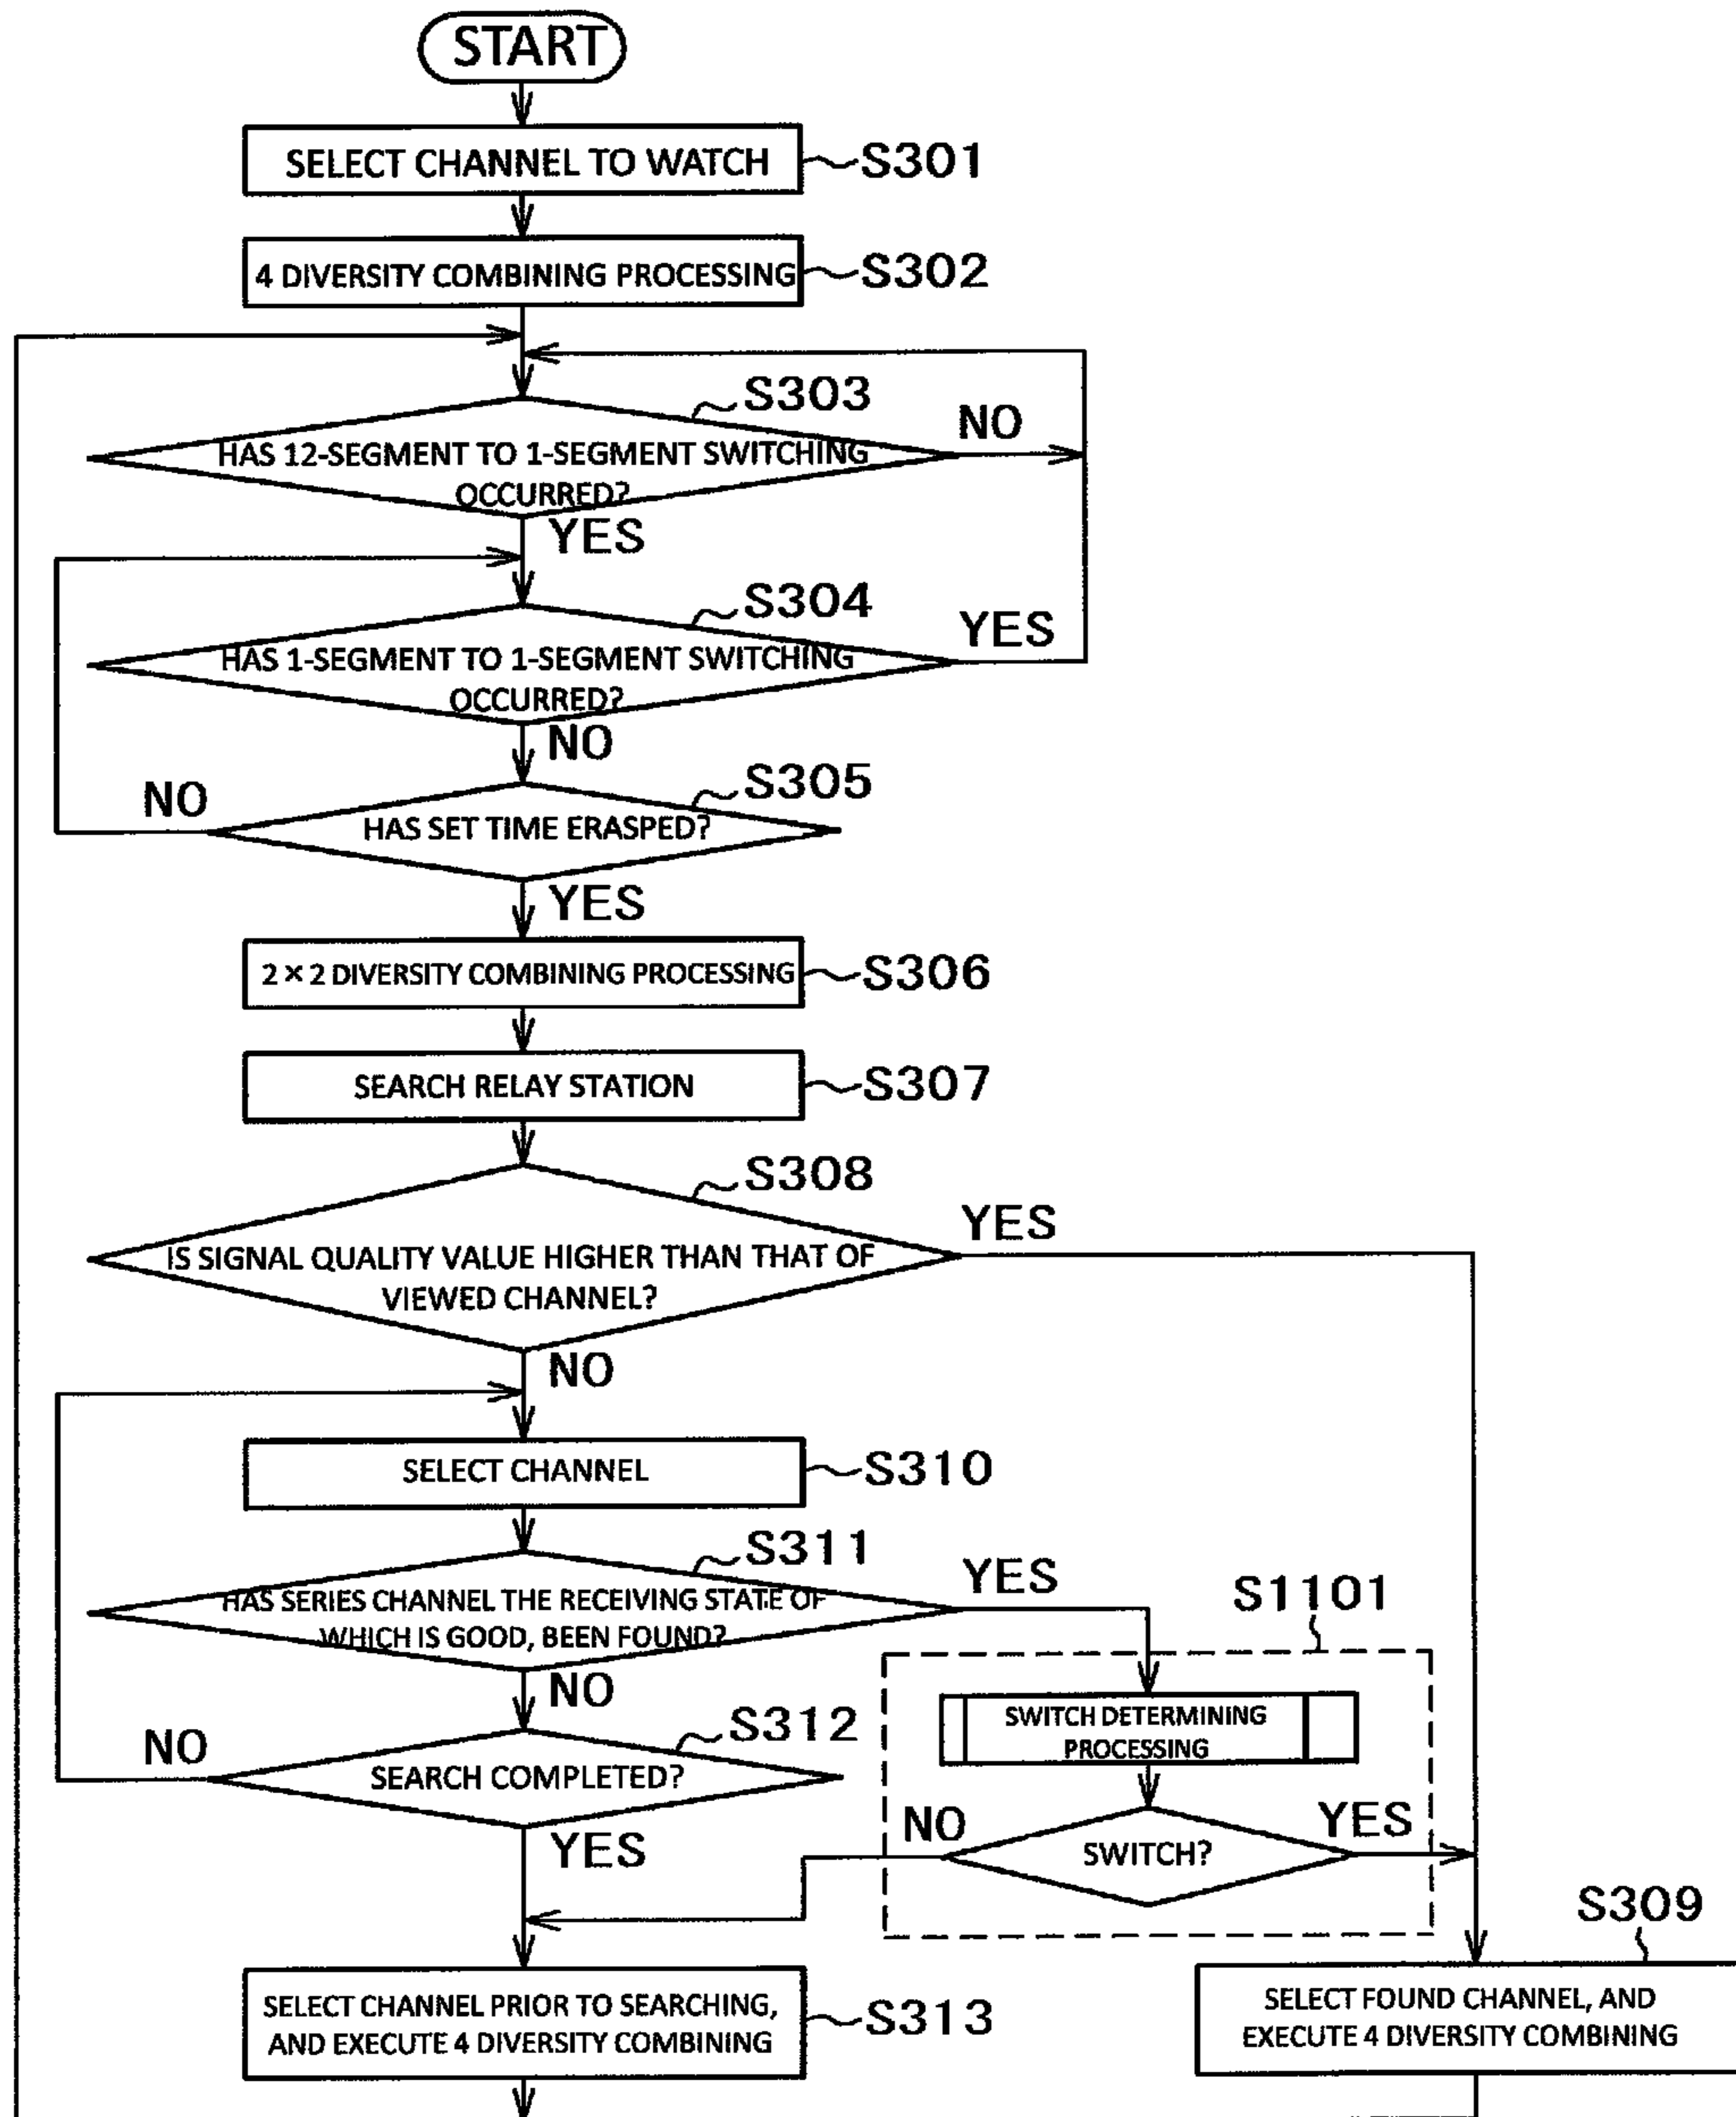 START
SELECT CHANNEL TO WATCH
S301
4 DIVERSITY COMBINING PROCESSING
S302
S303
NO
HAS 12-SEGMENT TO 1-SEGMENT SWITCHING
OCCURRED?
YES
S304
YES
HAS 1-SEGMENT TO 1-SEGMENT SWITCHING
OCCURRED?
NO
S305
NO
HAS SET TIME ERASPED?
YES
2 × 2 DIVERSITY COMBINING PROCESSING
S306
SEARCH RELAY STATION
S307
S308
YES
IS SIGNAL QUALITY VALUE HIGHER THAN THAT OF
VIEWED CHANNEL?
NO
SELECT CHANNEL
S310
S311
YES
HAS SERIES CHANNEL THE RECEIVING STATE OF
WHICH IS GOOD, BEEN FOUND?
NO
S1101
SWITCH DETERMINING
PROCESSING
S312
NO
SEARCH COMPLETED?
YES
NO
YES
SWITCH?
S309
SELECT CHANNEL PRIOR TO SEARCHING,
AND EXECUTE 4 DIVERSITY COMBINING
S313
SELECT FOUND CHANNEL, AND
EXECUTE 4 DIVERSITY COMBINING